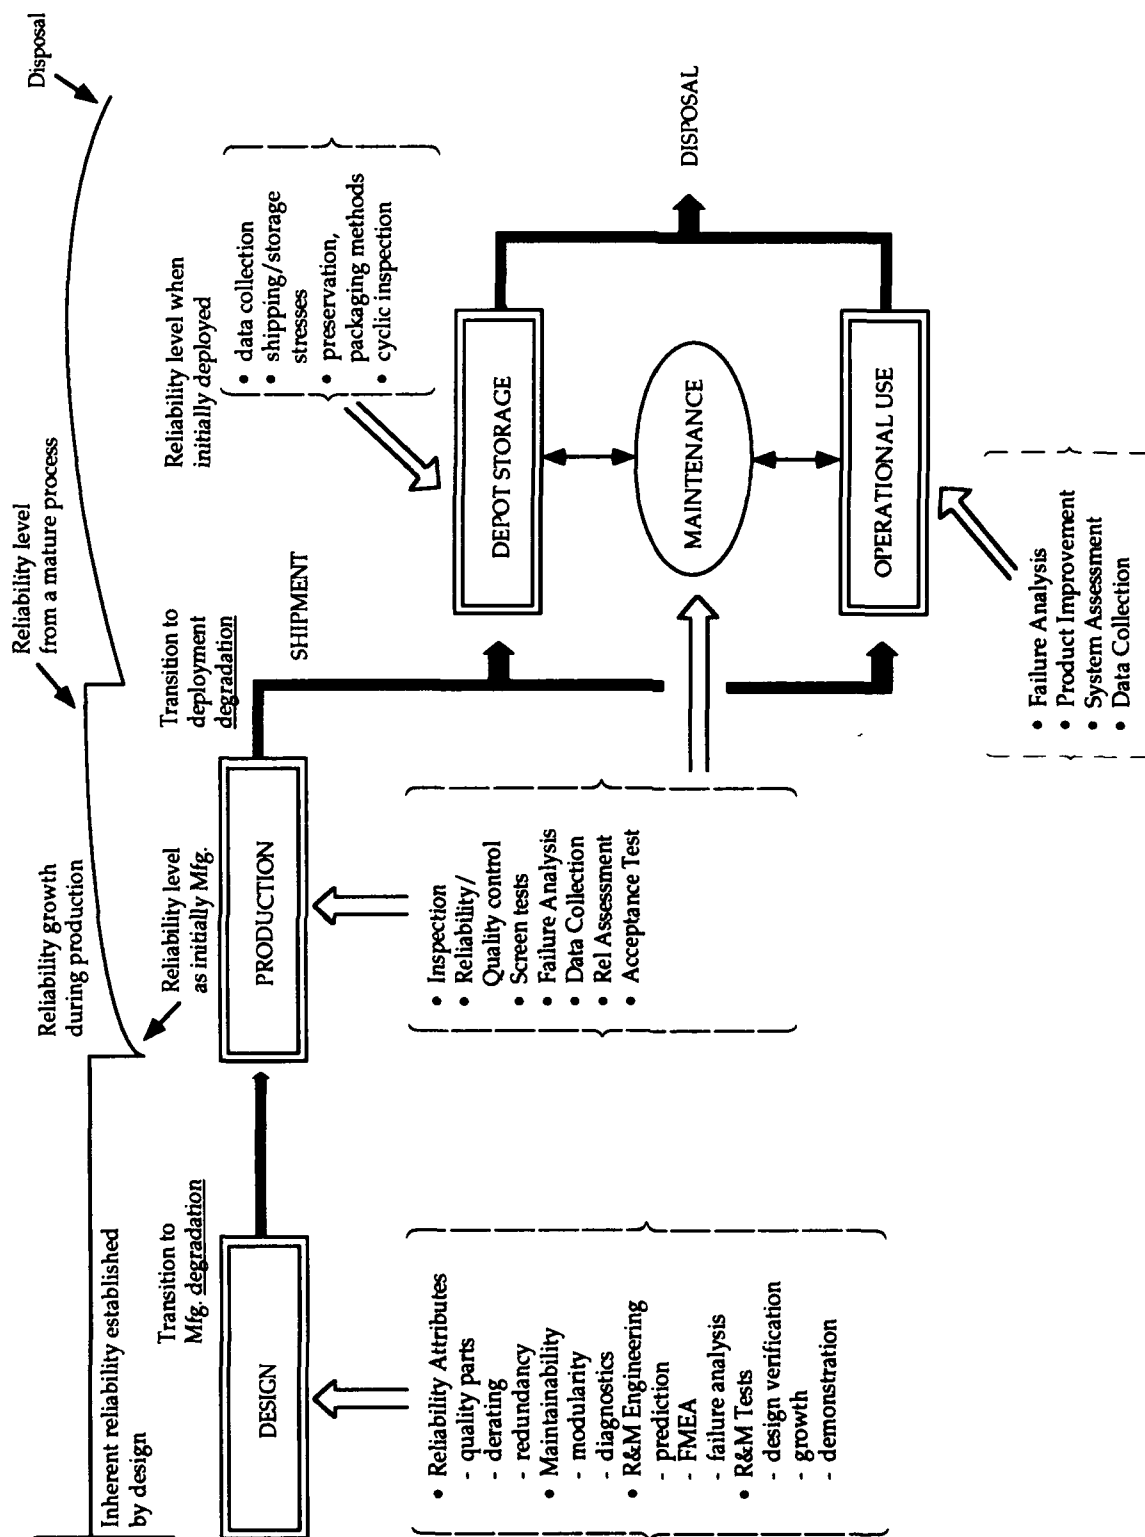 Inherent reliability established
by design
Reliability growth
during production
Reliability level
from a mature process
Disposal
Transition to
Mfg. degradation
Reliability level
as initially Mfg.
Transition to
deployment
degradation
Reliability level when
initially deployed
SHIPMENT
DESIGN
PRODUCTION
DEPOT STORAGE
MAINTENANCE
OPERATIONAL USE
DISPOSAL
• Reliability Attributes
- quality parts
- derating
- redundancy
• Maintainability
- modularity
- diagnostics
• R&M Engineering
- prediction
- FMEA
- failure analysis
• R&M Tests
- design verification
- growth
- demonstration
• Inspection
• Reliability/
Quality control
• Screen tests
• Failure Analysis
• Data Collection
• Rel Assessment
• Acceptance Test
• data collection
• shipping/storage
stresses
• preservation,
packaging methods
• cyclic inspection
• Failure Analysis
• Product Improvement
• System Assessment
• Data Collection